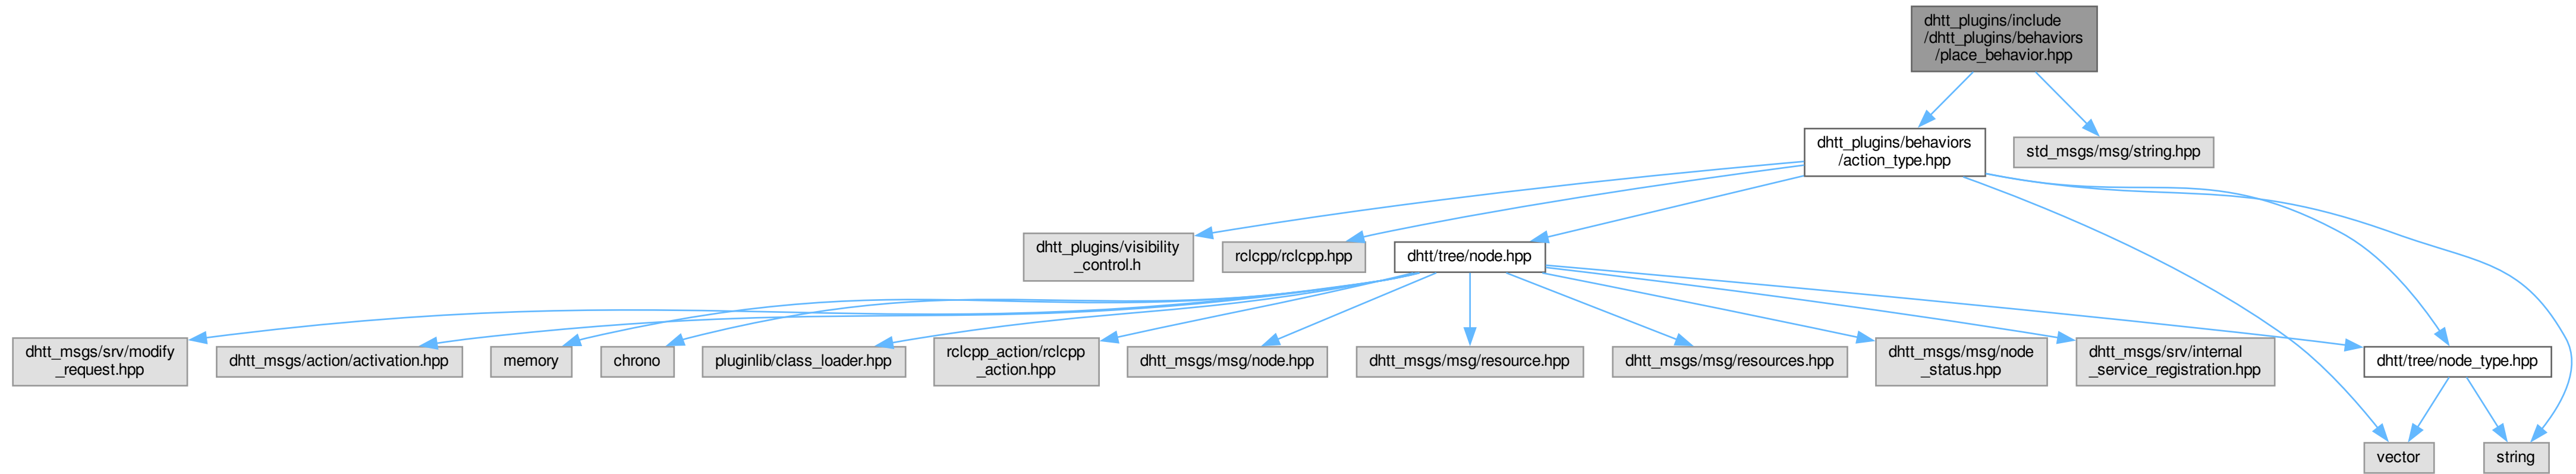 dhtt_plugins/include
/dhtt_plugins/behaviors
/place_behavior.hpp
dhtt_plugins/behaviors
/action_type.hpp
std_msgs/msg/string.hpp
dhtt_plugins/visibility
_control.h
rclcpp/rclcpp.hpp
dhtt/tree/node.hpp
dhtt_msgs/srv/modify
_request.hpp
dhtt_msgs/action/activation.hpp
memory
chrono
pluginlib/class_loader.hpp
rclcpp_action/rclcpp
_action.hpp
dhtt_msgs/msg/node.hpp
dhtt_msgs/msg/resource.hpp
dhtt_msgs/msg/resources.hpp
dhtt_msgs/msg/node
_status.hpp
dhtt_msgs/srv/internal
_service_registration.hpp
dhtt/tree/node_type.hpp
vector
string